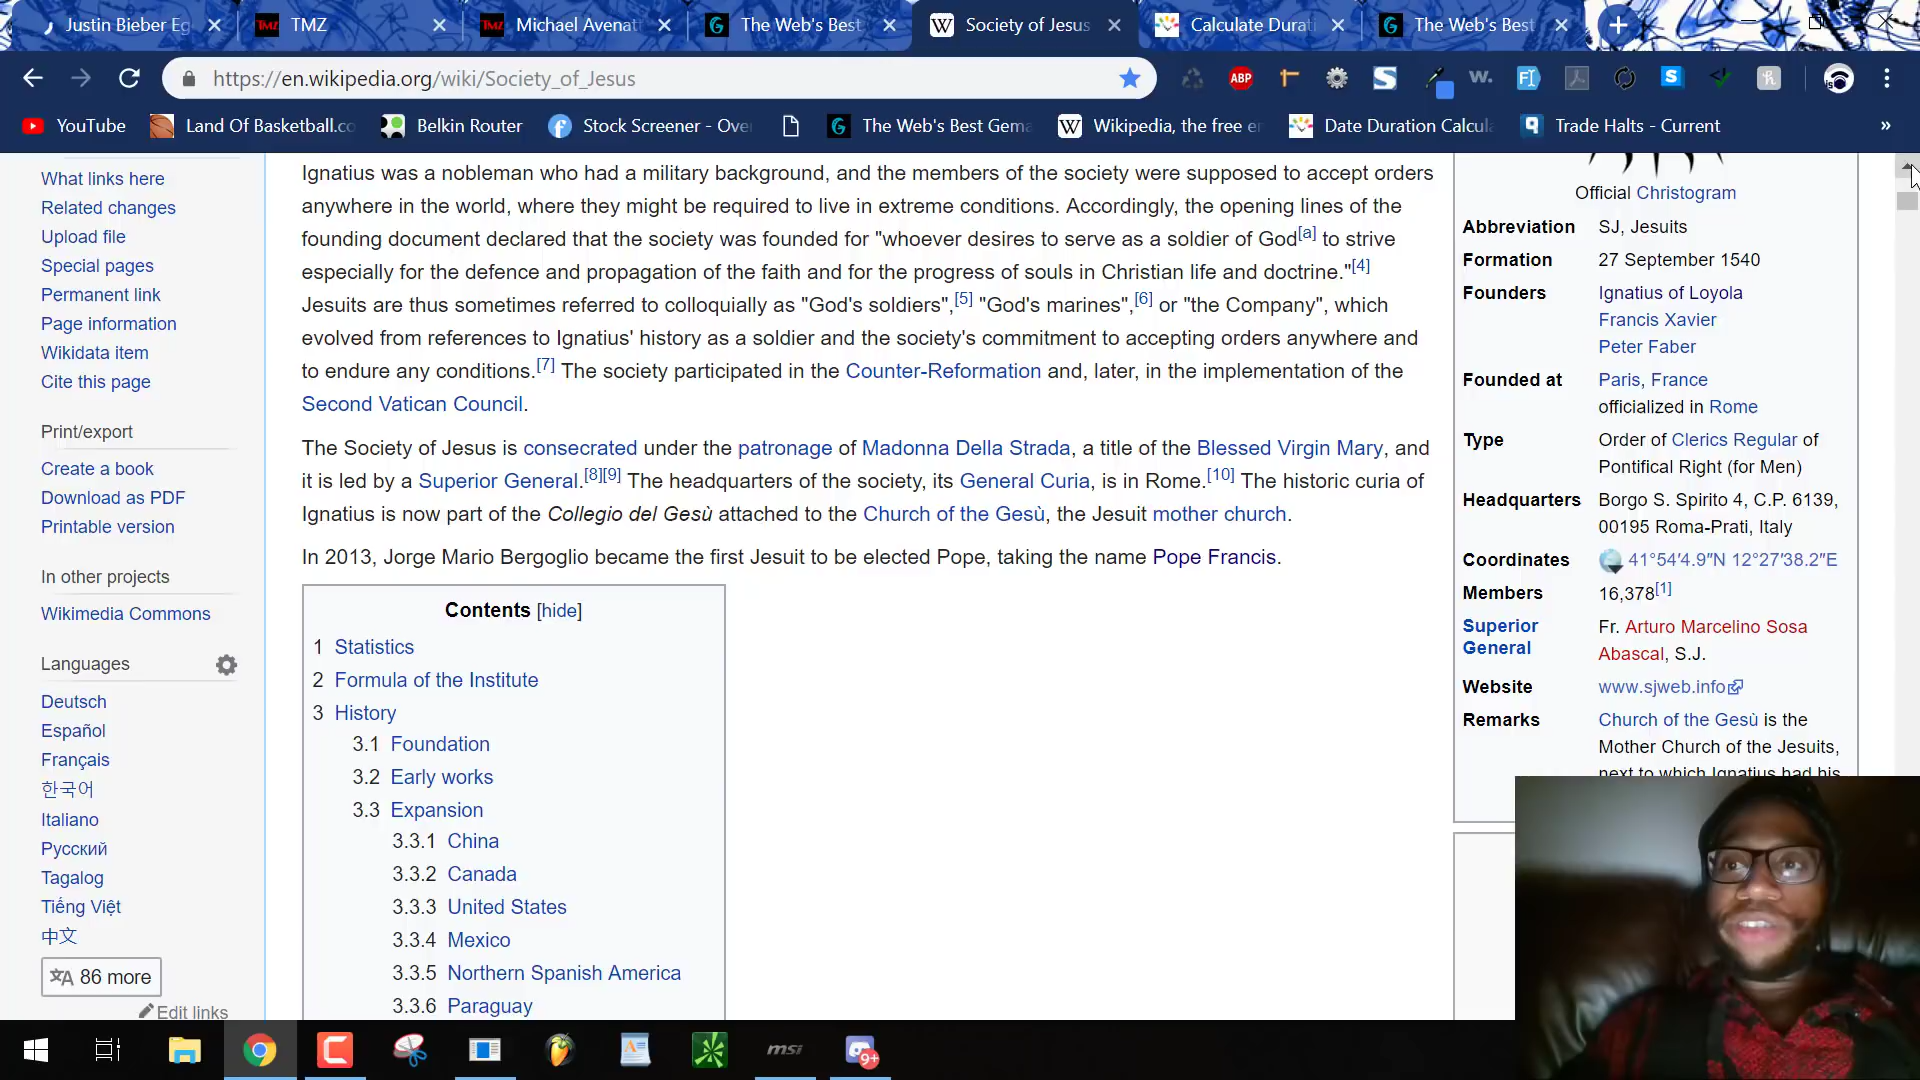 Justin Bieber Eg
TMZ
Michael Avenat
The Web's Best
Society of Jesus
Calculate Durat
The Web's Best
https://en.wikipedia.org/wiki/Society_of_Jesus
YouTube
Land Of Basketball.co
Belkin Router
Stock Screener - Ove
The Web's Best Gema
Wikipedia, the free e
Date Duration Calcul
Trade Halts - Current
What links here
Related changes
Upload file
Special pages
Permanent link
Page information
Wikidata item
Cite this page
Print/export
Create a book
Download as PDF
Printable version
In other projects
Wikimedia Commons
Languages
Deutsch
Español
Français
한국어
Italiano
Русский
Tagalog
Tiếng Việt
中文
86 more
Edit links
Ignatius was a nobleman who had a military background, and the members of the society were supposed to accept orders
anywhere in the world, where they might be required to live in extreme conditions. Accordingly, the opening lines of the
founding document declared that the society was founded for "whoever desires to serve as a soldier of God[a] to strive
especially for the defence and propagation of the faith and for the progress of souls in Christian life and doctrine."[4]
Jesuits are thus sometimes referred to colloquially as "God's soldiers",[5] "God's marines",[6] or "the Company", which
evolved from references to Ignatius' history as a soldier and the society's commitment to accepting orders anywhere and
to endure any conditions.[7] The society participated in the Counter-Reformation and, later, in the implementation of the
Second Vatican Council.
The Society of Jesus is consecrated under the patronage of Madonna Della Strada, a title of the Blessed Virgin Mary, and
it is led by a Superior General.[8][9] The headquarters of the society, its General Curia, is in Rome.[10] The historic curia of
Ignatius is now part of the Collegio del Gesù attached to the Church of the Gesù, the Jesuit mother church.
In 2013, Jorge Mario Bergoglio became the first Jesuit to be elected Pope, taking the name Pope Francis.
Contents [hide]
1 Statistics
2 Formula of the Institute
3 History
3.1 Foundation
3.2 Early works
3.3 Expansion
3.3.1 China
3.3.2 Canada
3.3.3 United States
3.3.4 Mexico
3.3.5 Northern Spanish America
3.3.6 Paraguay
Official Christogram
Abbreviation SJ, Jesuits
Formation 27 September 1540
Founders Ignatius of Loyola
Francis Xavier
Peter Faber
Founded at Paris, France
officialized in Rome
Type Order of Clerics Regular of
Pontifical Right (for Men)
Headquarters Borgo S. Spirito 4, C.P. 6139,
00195 Roma-Prati, Italy
Coordinates 41°54′4.9″N 12°27′38.2″E
Members 16,378[1]
Superior General Fr. Arturo Marcelino Sosa
Abascal, S.J.
Website www.sjweb.info
Remarks Church of the Gesù is the
Mother Church of the Jesuits,
next to which Ignatius had his
msi
9+